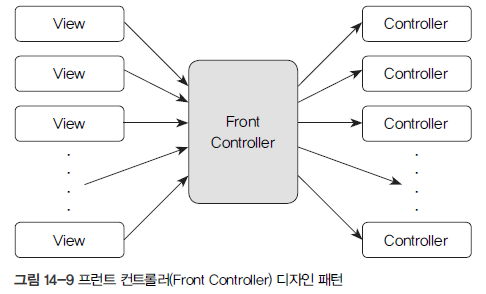 View
Controller
View
Controller
View
Front
Controller
Controller
View
Controller
그림 14-9 프런트 컨트롤러(Front Controller) 디자인 패턴